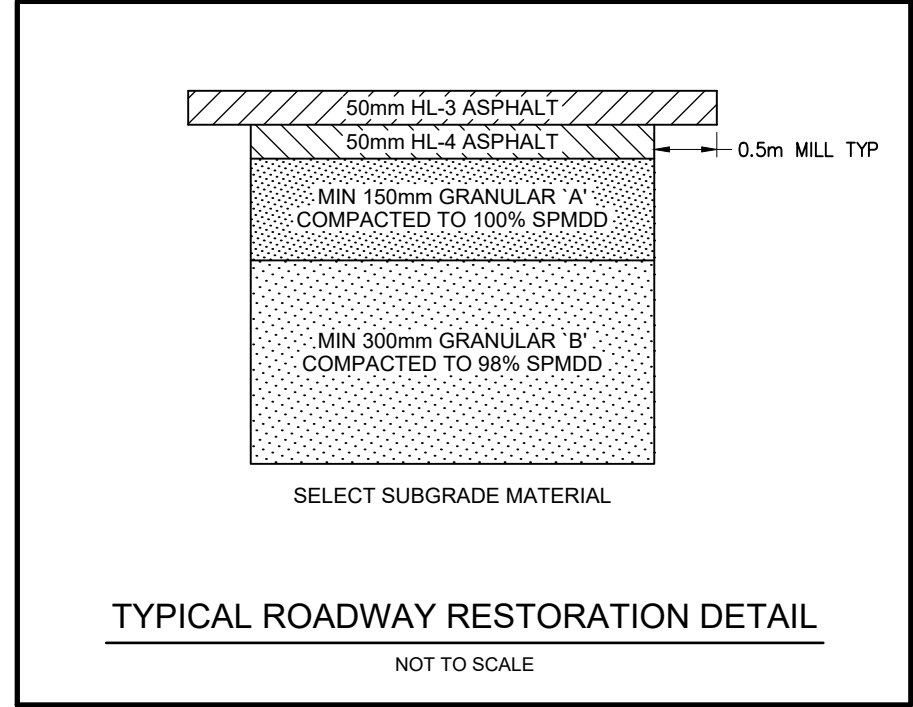 50mm HL-3 ASPHALT
50mm HL-4 ASPHALT
0.5m MILL TYP
MIN 150mm GRANULAR `A'
COMPACTED TO 100% SPMDD
MIN 300mm GRANULAR `B'
COMPACTED TO 98% SPMDD
SELECT SUBGRADE MATERIAL
TYPICAL ROADWAY RESTORATION DETAIL
NOT TO SCALE